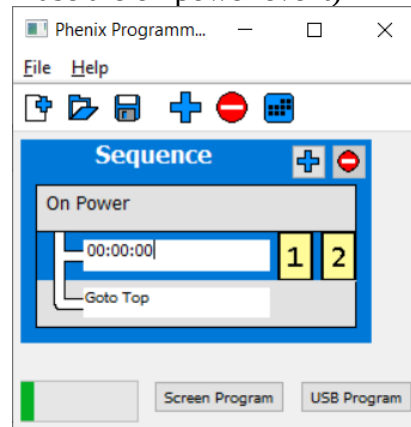 Phenix Programm...
File Help
Sequence
On Power
00:00:00
1 2
Goto Top
Screen Program USB Program